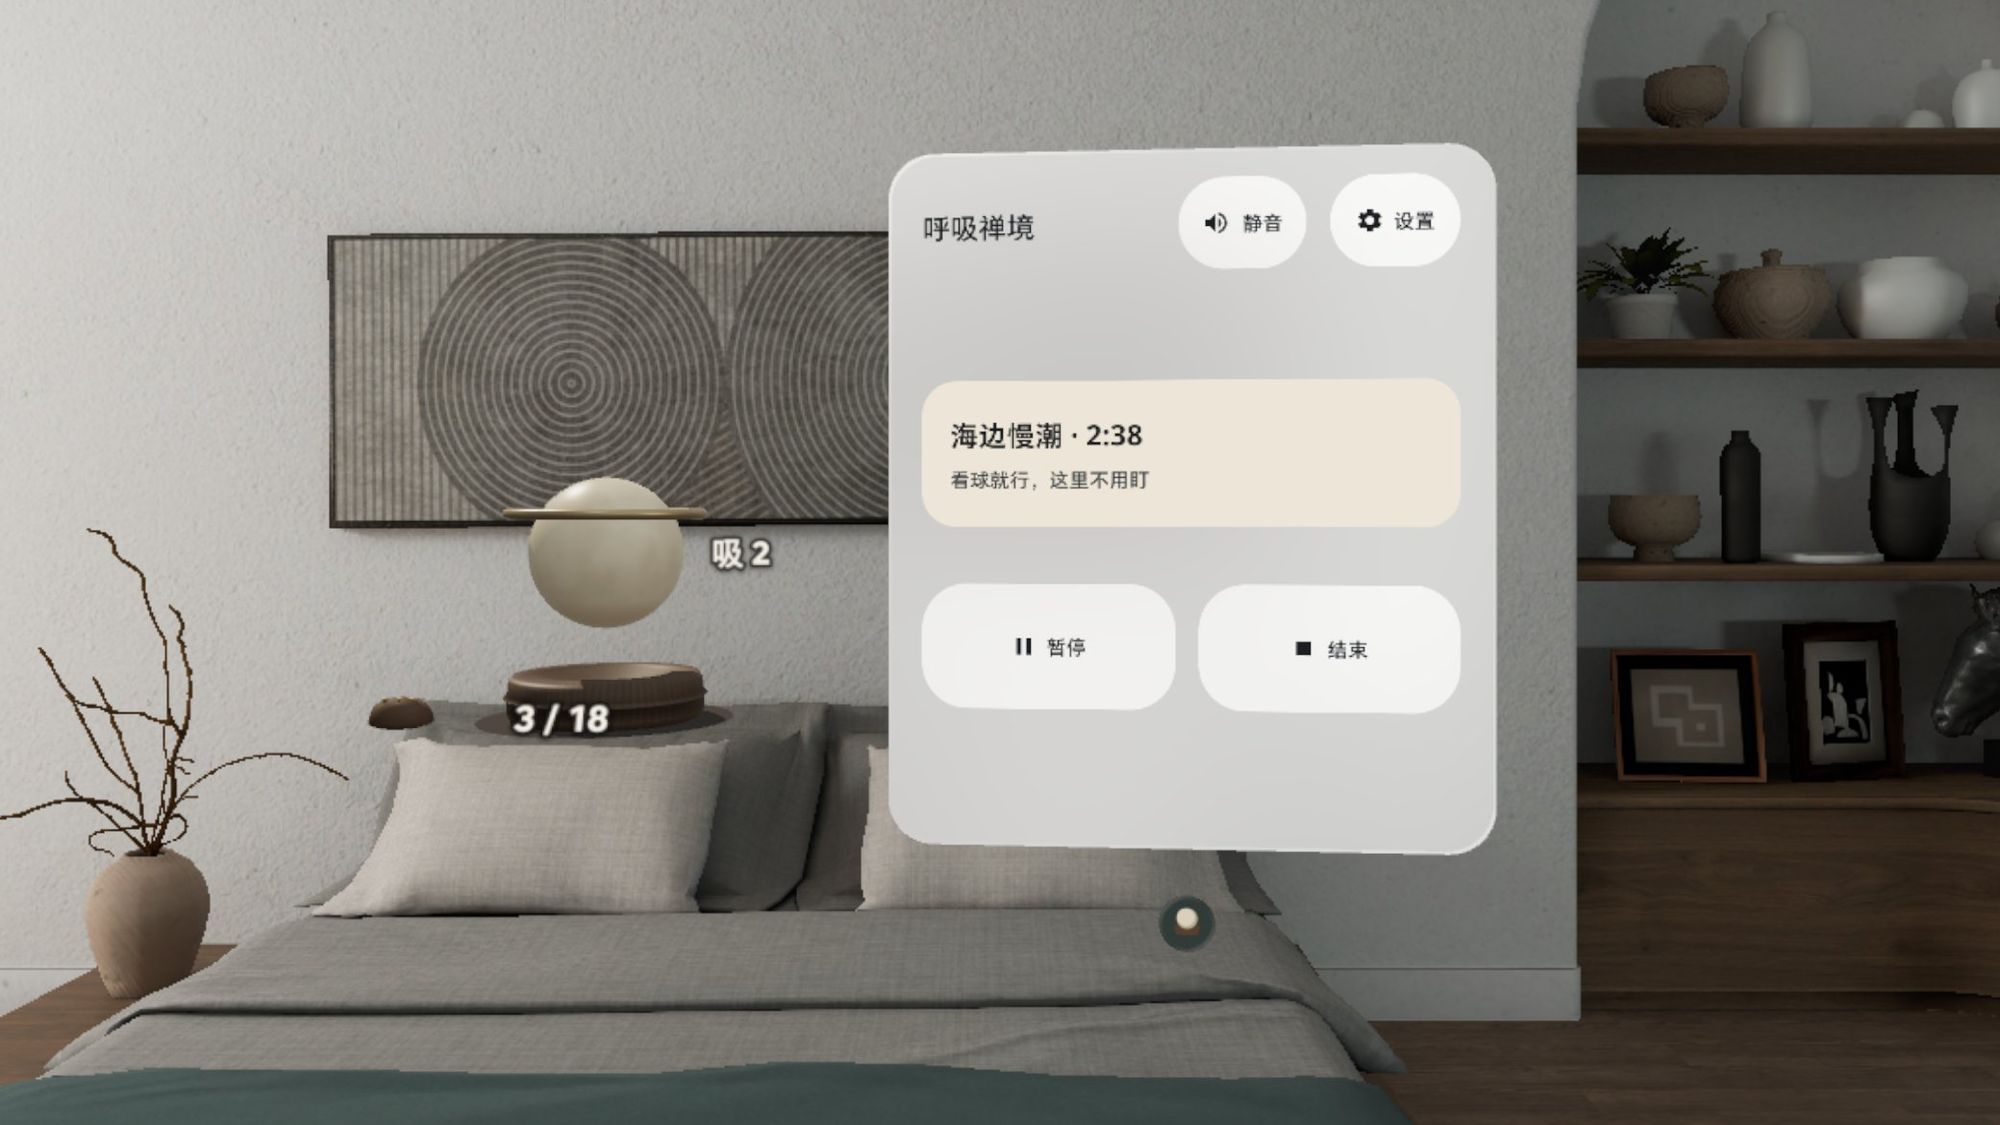 呼吸禅境
静音
设置
海边慢潮 · 2:38
看球就行，这里不用盯
吸 2
暂停
结束
3 / 18